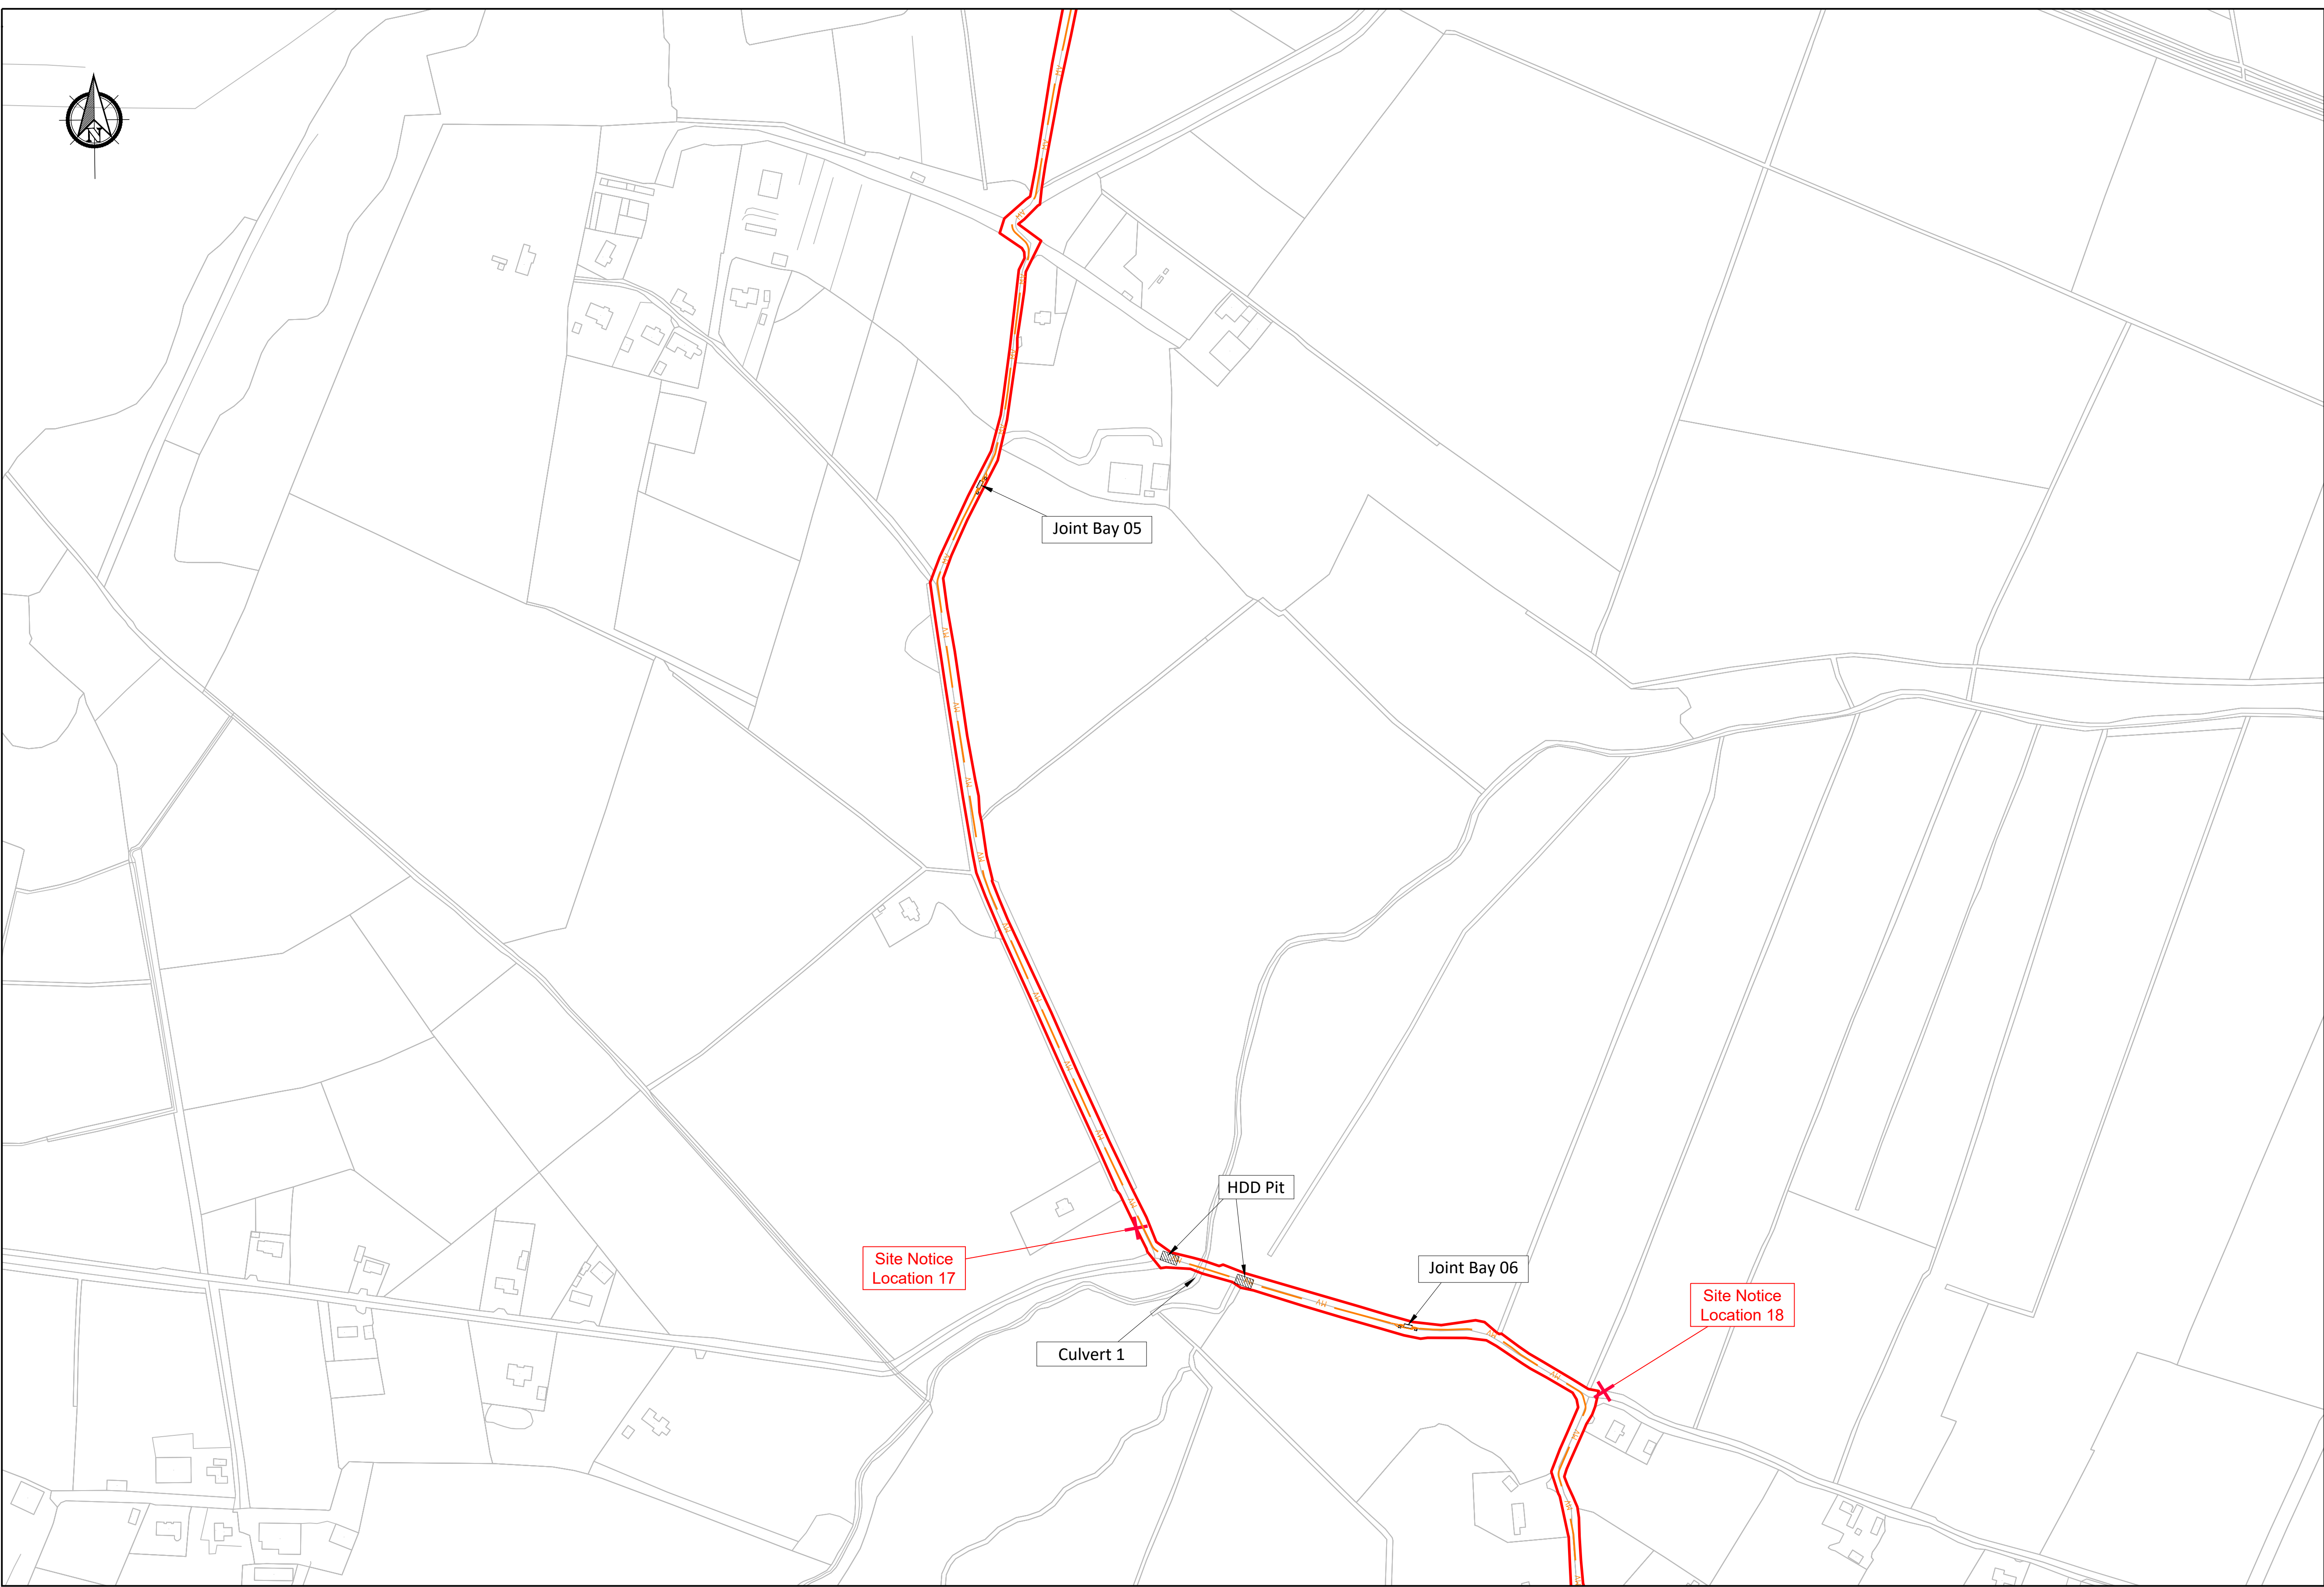 N
Joint Bay 05
HDD Pit
Site Notice
Location 17
Joint Bay 06
Site Notice
Location 18
Culvert 1